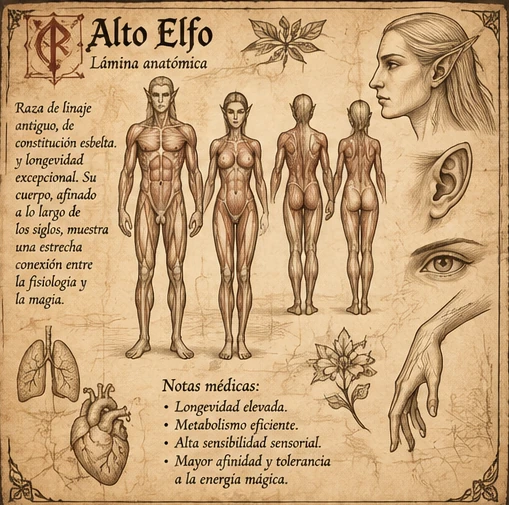 Alto Elfo
Lámina anatómica
Raza de linaje
antiguo, de
constitución esbelta.
y longevidad
excepcional. Su
cuerpo, afinado
a lo largo de
los siglos, muestra
una estrecha
conexión entre
la fisiología y
la magia.
Notas médicas:
• Longevidad elevada.
• Metabolismo eficiente.
• Alta sensibilidad sensorial.
• Mayor afinidad y tolerancia
a la energía mágica.